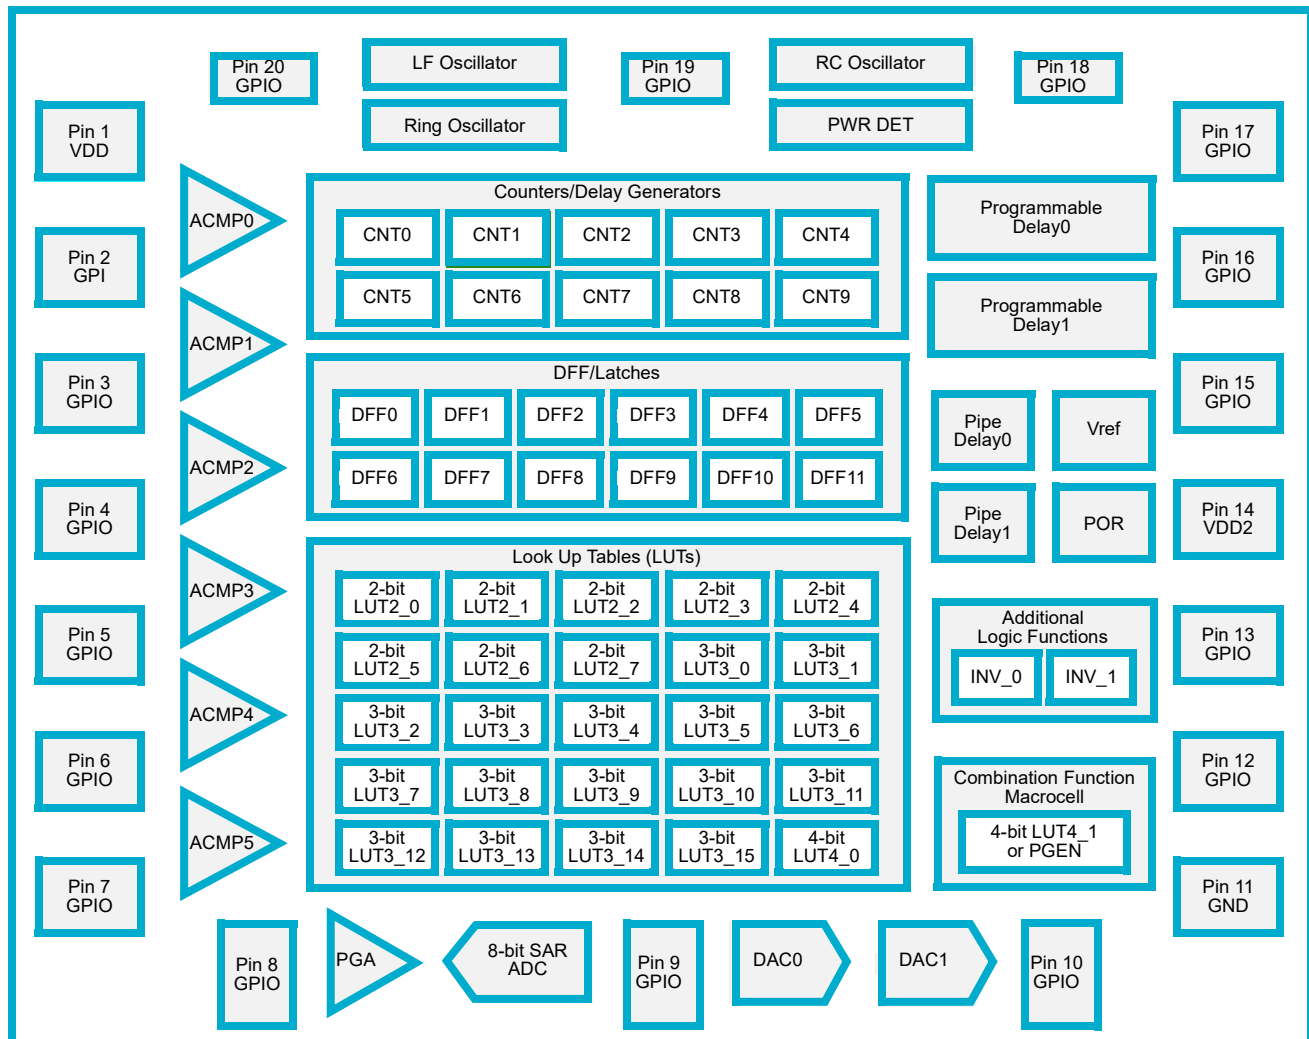 Pin 20
GPIO
LF Oscillator
Ring Oscillator
Pin 19
GPIO
RC Oscillator
PWR DET
Pin 18
GPIO
Pin 1
VDD
Pin 2
GPI
Pin 3
GPIO
Pin 4
GPIO
Pin 5
GPIO
Pin 6
GPIO
Pin 7
GPIO
ACMP0
ACMP1
ACMP2
ACMP3
ACMP4
ACMP5
Counters/Delay Generators
CNT0
CNT1
CNT2
CNT3
CNT4
CNT5
CNT6
CNT7
CNT8
CNT9
DFF/Latches
DFF0
DFF1
DFF2
DFF3
DFF4
DFF5
DFF6
DFF7
DFF8
DFF9
DFF10
DFF11
Look Up Tables (LUTs)
2-bit
LUT2_0
2-bit
LUT2_1
2-bit
LUT2_2
2-bit
LUT2_3
2-bit
LUT2_4
2-bit
LUT2_5
2-bit
LUT2_6
2-bit
LUT2_7
3-bit
LUT3_0
3-bit
LUT3_1
3-bit
LUT3_2
3-bit
LUT3_3
3-bit
LUT3_4
3-bit
LUT3_5
3-bit
LUT3_6
3-bit
LUT3_7
3-bit
LUT3_8
3-bit
LUT3_9
3-bit
LUT3_10
3-bit
LUT3_11
3-bit
LUT3_12
3-bit
LUT3_13
3-bit
LUT3_14
3-bit
LUT3_15
4-bit
LUT4_0
Programmable
Delay0
Programmable
Delay1
Pipe
Delay0
Vref
Pipe
Delay1
POR
Additional
Logic Functions
INV_0
INV_1
Combination Function
Macrocell
4-bit LUT4_1
or PGEN
Pin 17
GPIO
Pin 16
GPIO
Pin 15
GPIO
Pin 14
VDD2
Pin 13
GPIO
Pin 12
GPIO
Pin 11
GND
Pin 8
GPIO
PGA
8-bit SAR
ADC
Pin 9
GPIO
DAC0
DAC1
Pin 10
GPIO